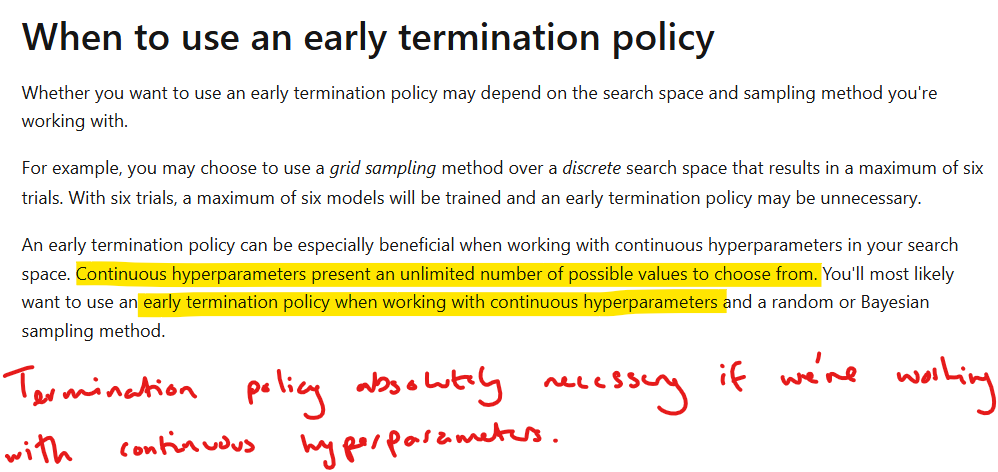 When to use an early termination policy
Whether you want to use an early termination policy may depend on the search space and sampling method you're
working with.
For example, you may choose to use a grid sampling method over a discrete search space that results in a maximum of six
trials. With six trials, a maximum of six models will be trained and an early termination policy may be unnecessary.
An early termination policy can be especially beneficial when working with continuous hyperparameters in your search
space. Continuous hyperparameters present an unlimited number of possible values to choose from. You'll most likely
want to use an early termination policy when working with continuous hyperparameters and a random or Bayesian
sampling method.
Termination policy absolutely necessary if we're working
with continuous hyperparameters.